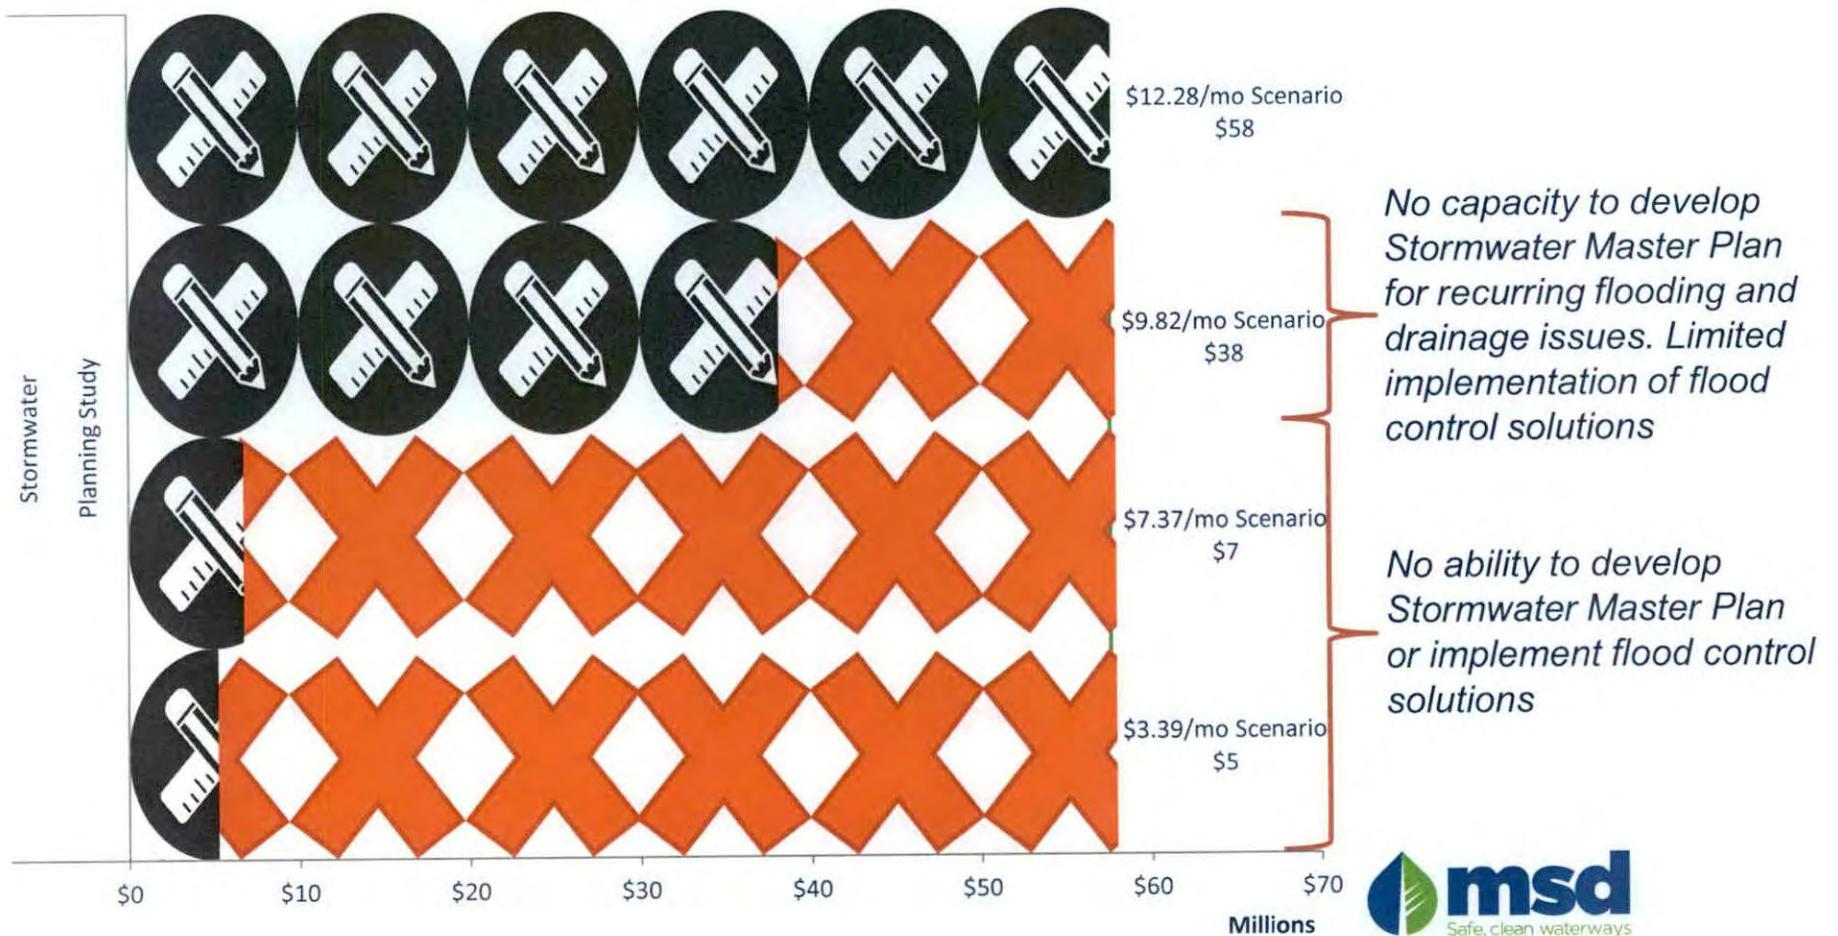 Stormwater
Planning Study
$12.28/mo Scenario
$58
$9.82/mo Scenario
$38
$7.37/mo Scenario
$7
$3.39/mo Scenario
$5
No capacity to develop
Stormwater Master Plan
for recurring flooding and
drainage issues. Limited
implementation of flood
control solutions
No ability to develop
Stormwater Master Plan
or implement flood control
solutions
$0 $10 $20 $30 $40 $50 $60 $70
Millions
msd
Safe, clean waterways